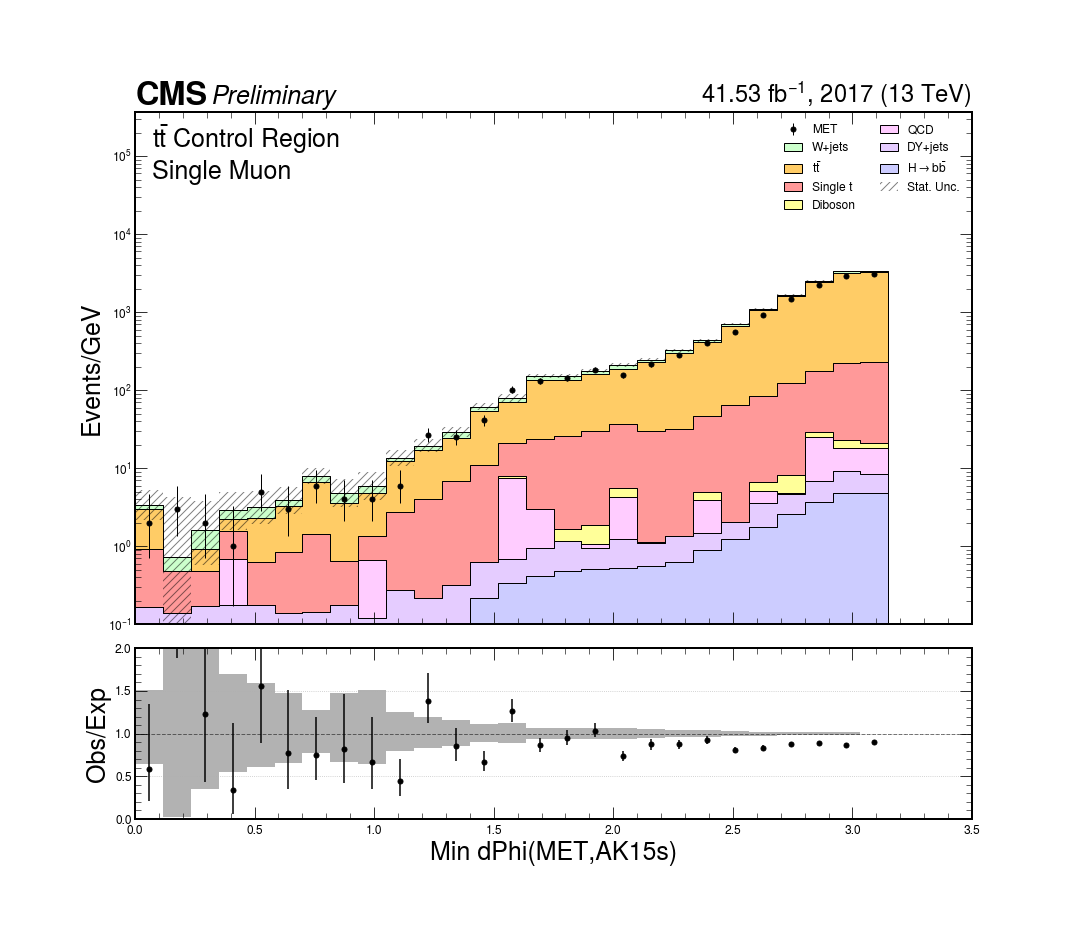 CMS Preliminary 41.53 fb⁻¹, 2017 (13 TeV)
tt̄ Control Region
Single Muon
MET
W+jets
tt̄
Single t
Diboson
QCD
DY+jets
H→bb̄
Stat. Unc.
Events/GeV
10⁵
10⁴
10³
10²
10¹
10⁰
10⁻¹
Obs/Exp
2.0
1.5
1.0
0.5
0.0
0.0 0.5 1.0 1.5 2.0 2.5 3.0 3.5
Min dPhi(MET,AK15s)